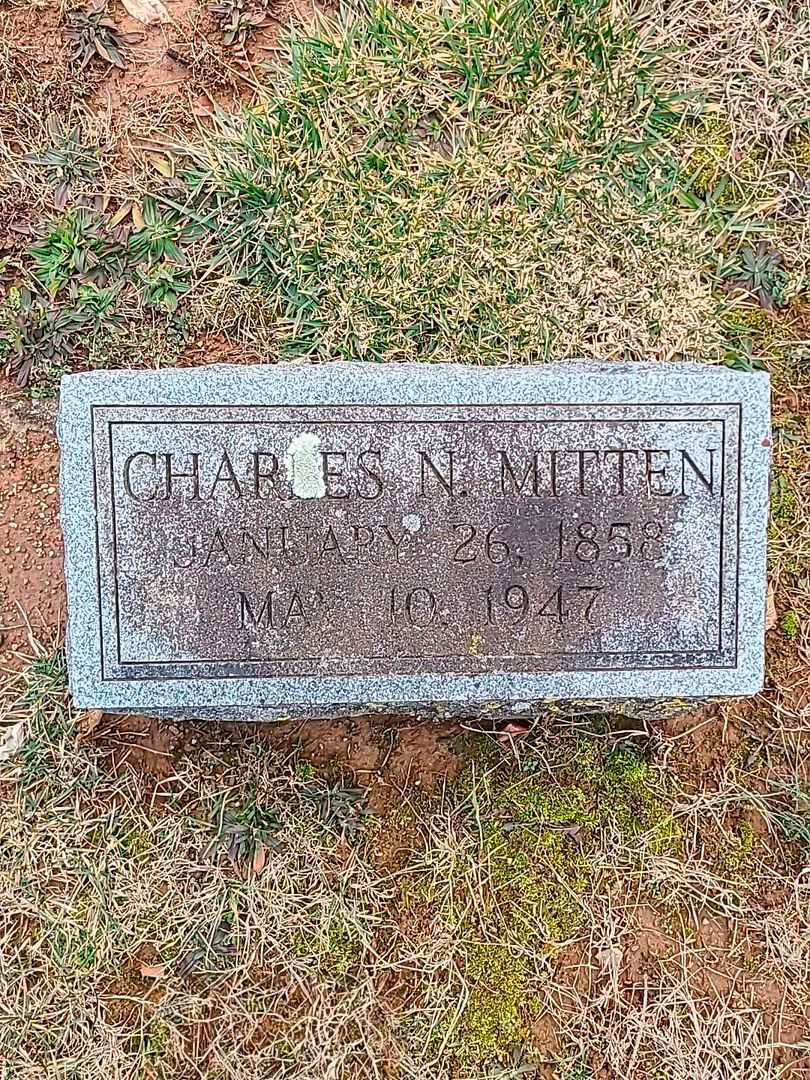 CHARLES N. MITTEN
JANUARY 26, 1858
MAY 10, 1947